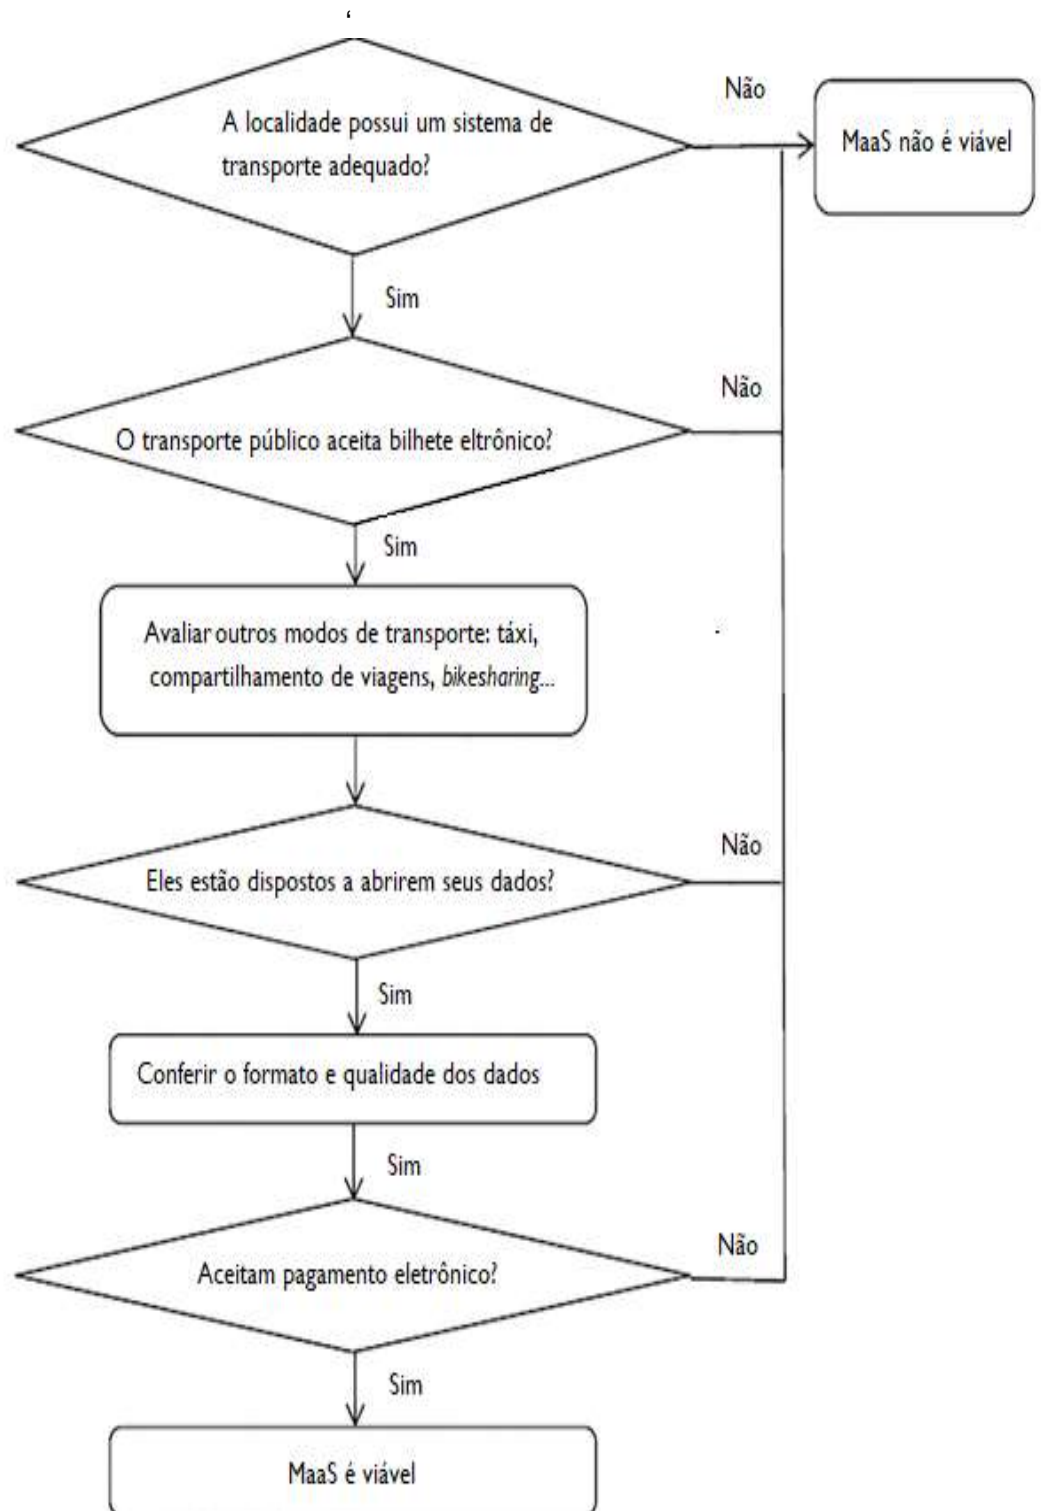 A localidade possui um sistema de
transporte adequado?
Não
MaaS não é viável
Sim
O transporte público aceita bilhete eltrônico?
Não
Sim
Avaliar outros modos de transporte: táxi,
compartilhamento de viagens, bikesharing...
Eles estão dispostos a abrirem seus dados?
Não
Sim
Conferir o formato e qualidade dos dados
Sim
Aceitam pagamento eletrônico?
Não
Sim
MaaS é viável